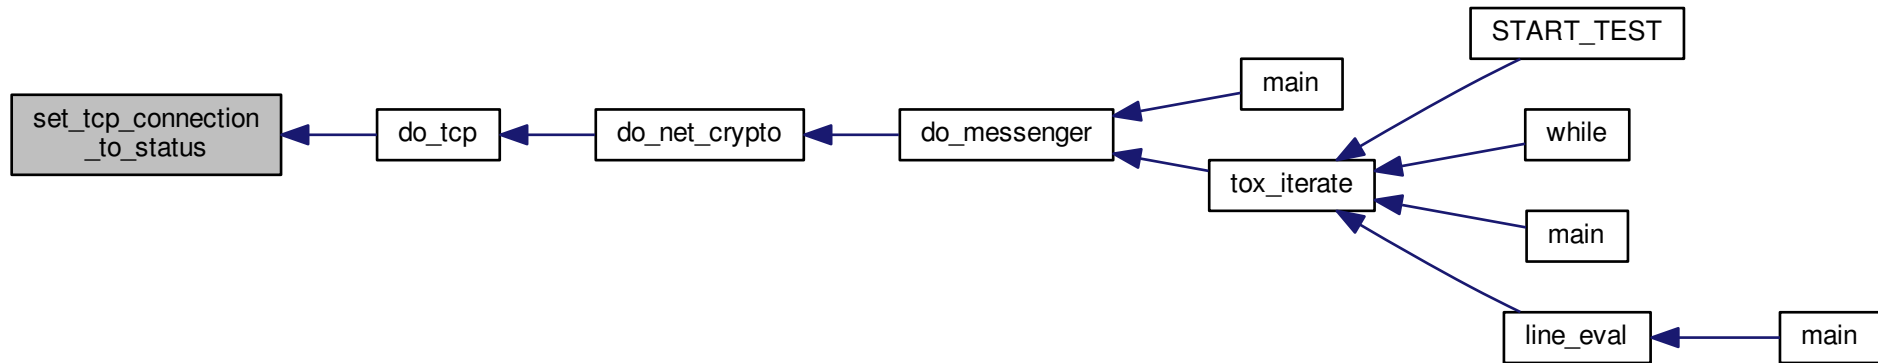 set_tcp_connection
_to_status
do_tcp
do_net_crypto
do_messenger
main
tox_iterate
START_TEST
while
main
line_eval
main